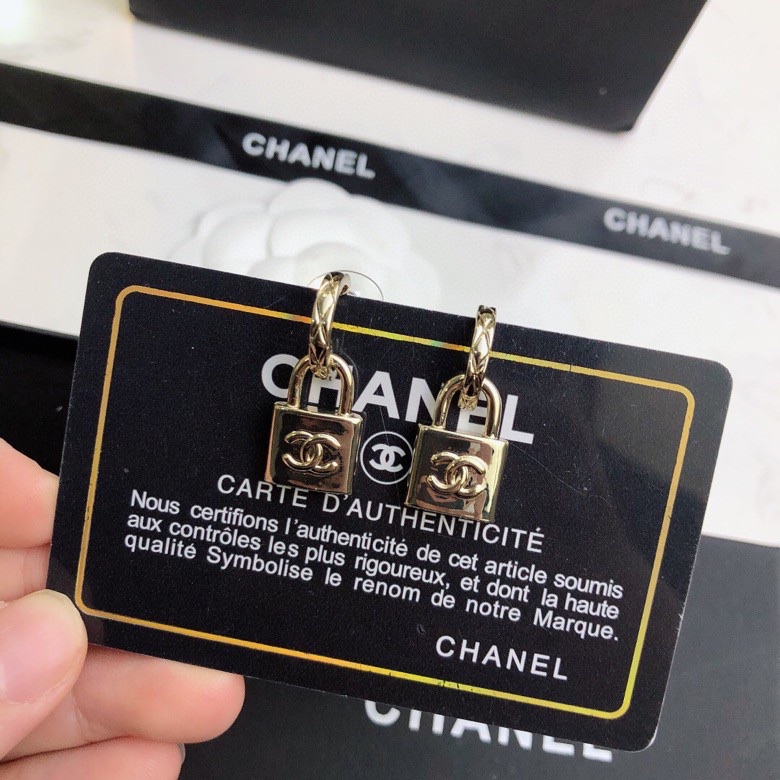 CHANEL
CHANEL
CHANEL
CARTE D'AUTHENTICITÉ
Nous certifions l'authenticité de cet article soumis
aux contrôles les plus rigoureux, et dont la haute
qualité Symbolise le renom de notre Marque.
CHANEL
CHANEL